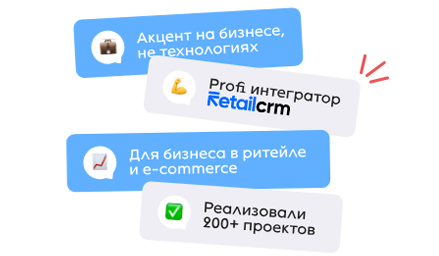 Акцент на бизнесе,
не технологиях
Profi интегратор
Retailcrm
Для бизнеса в ритейле
и e-commerce
Реализовали
200+ проектов